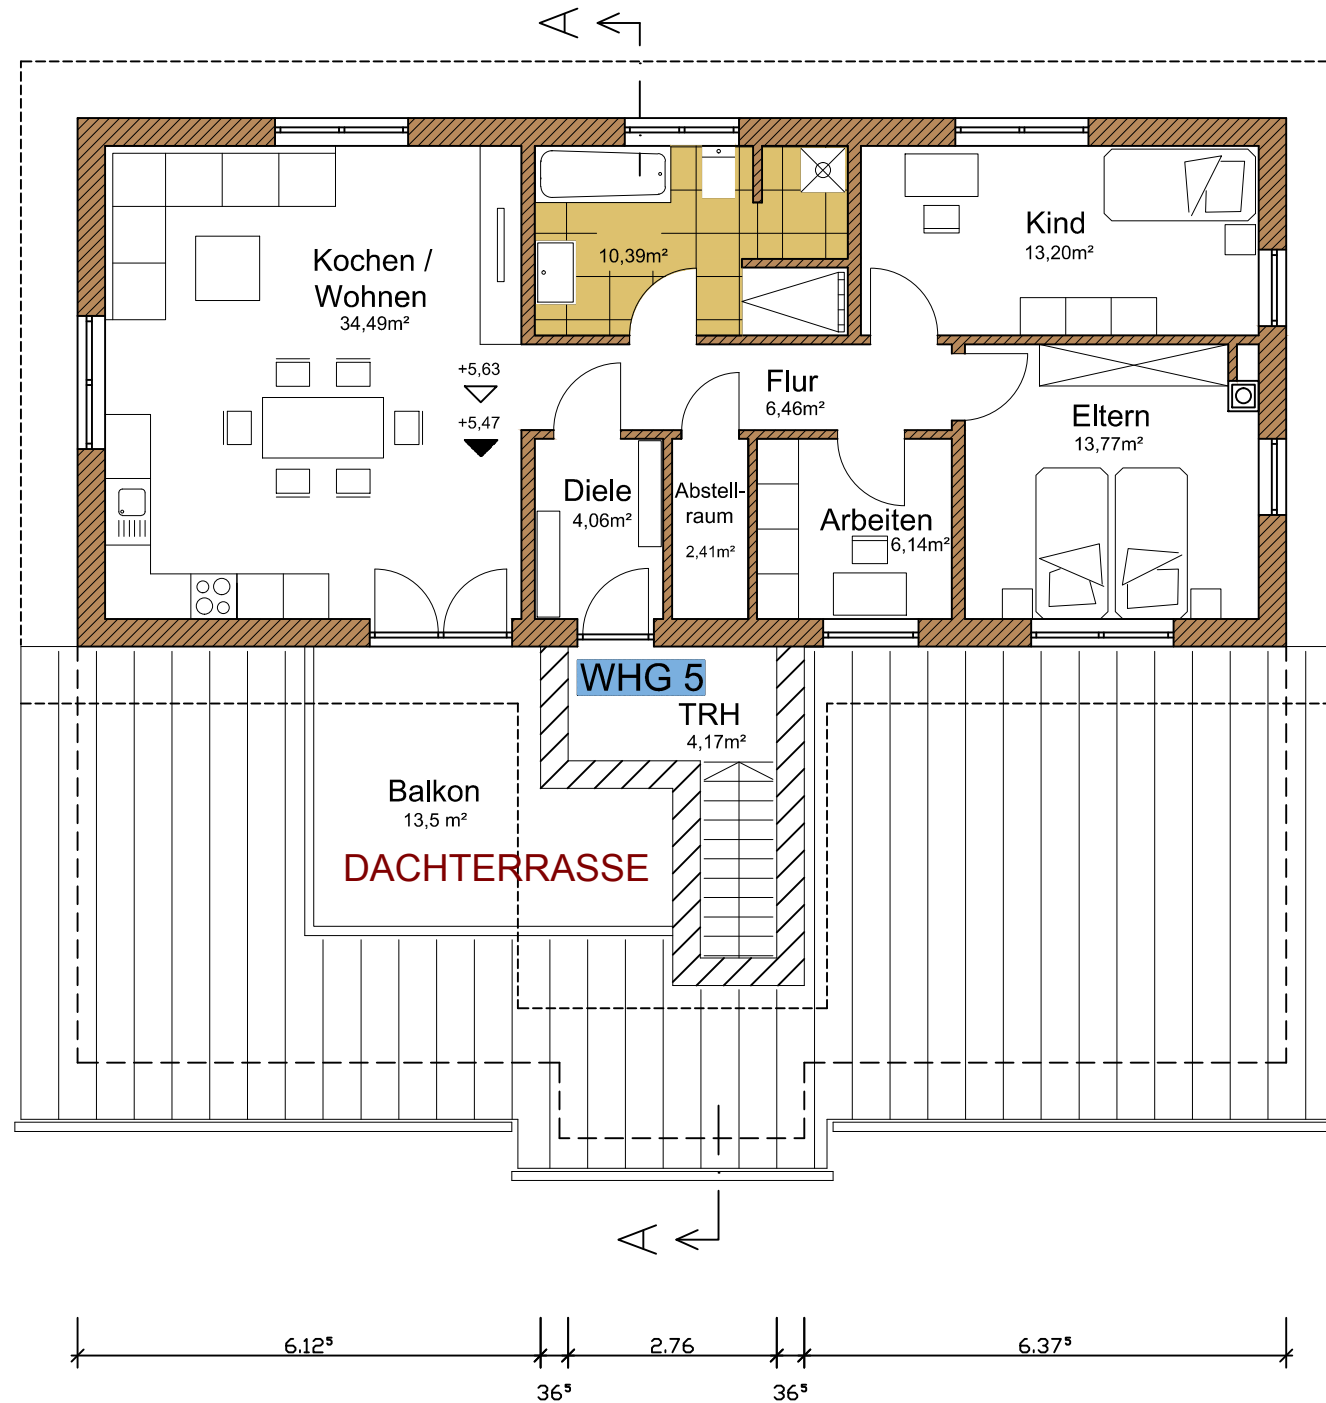 A
Kochen /
Wohnen
34,49m²
10,39m²
Kind
13,20m²
+5,63
+5,47
Flur
6,46m²
Eltern
13,77m²
Diele
4,06m²
Abstell-
raum
2,41m²
Arbeiten
6,14m²
WHG 5
TRH
4,17m²
Balkon
13,5 m²
DACHTERRASSE
A
6.12⁵
2.76
6.37⁵
36⁵
36⁵